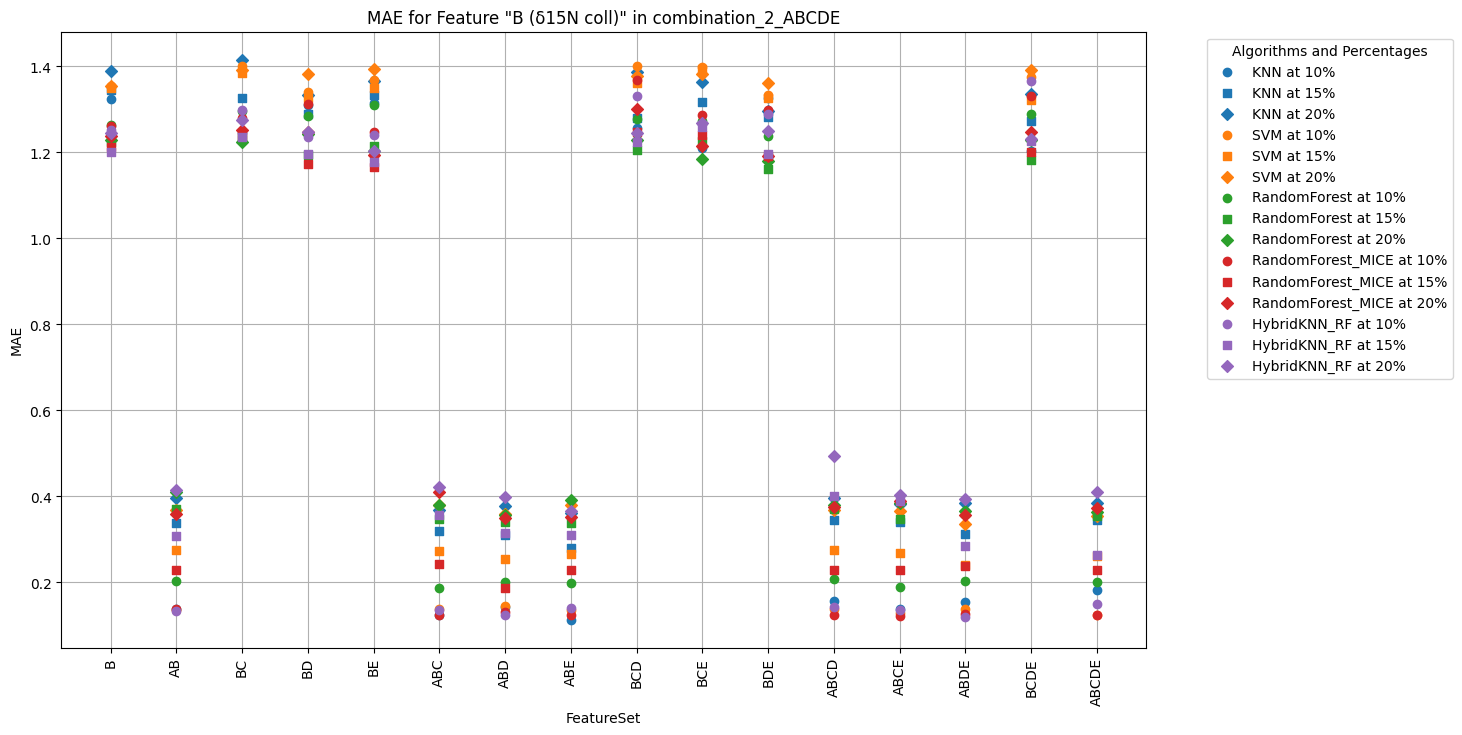 MAE for Feature "B (δ15N coll)" in combination_2_ABCDE
MAE
1.4
1.2
1.0
0.8
0.6
0.4
0.2
B
AB
BC
BD
BE
ABC
ABD
ABE
BCD
BCE
BDE
ABCD
ABCE
ABDE
BCDE
ABCDE
FeatureSet
Algorithms and Percentages
KNN at 10%
KNN at 15%
KNN at 20%
SVM at 10%
SVM at 15%
SVM at 20%
RandomForest at 10%
RandomForest at 15%
RandomForest at 20%
RandomForest_MICE at 10%
RandomForest_MICE at 15%
RandomForest_MICE at 20%
HybridKNN_RF at 10%
HybridKNN_RF at 15%
HybridKNN_RF at 20%